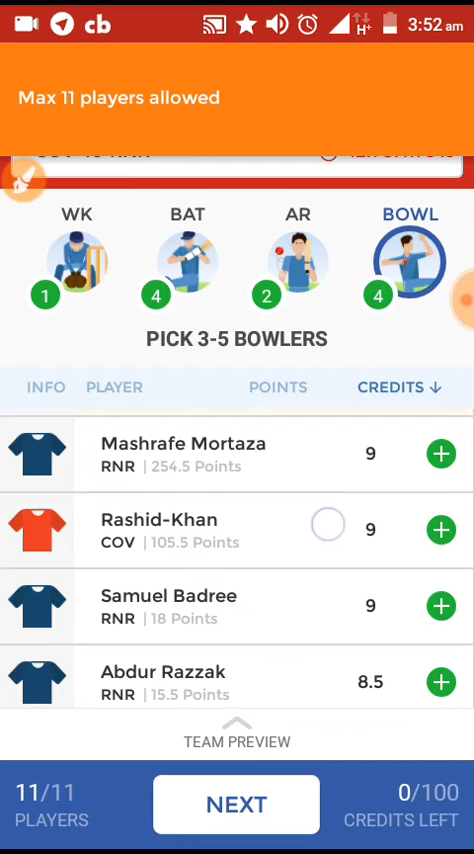 cb
H+
3:52 am
Max 11 players allowed
WK
BAT
AR
BOWL
1
4
2
4
PICK 3-5 BOWLERS
INFO
PLAYER
POINTS
CREDITS ↓
Mashrafe Mortaza
RNR | 254.5 Points
9
Rashid-Khan
COV | 105.5 Points
9
Samuel Badree
RNR | 18 Points
9
Abdur Razzak
RNR | 15.5 Points
8.5
TEAM PREVIEW
11/11
PLAYERS
NEXT
0/100
CREDITS LEFT